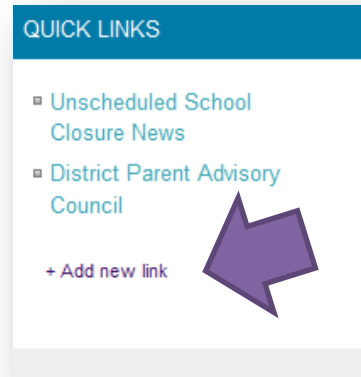 QUICK LINKS
Unscheduled School
Closure News
District Parent Advisory
Council
+ Add new link